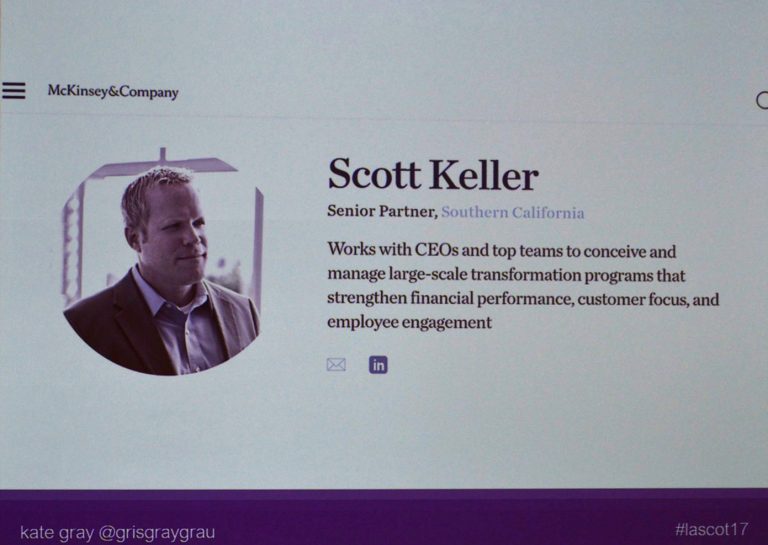 McKinsey&Company
Scott Keller
Senior Partner, Southern California
Works with CEOs and top teams to conceive and
manage large-scale transformation programs that
strengthen financial performance, customer focus, and
employee engagement
in
kate gray @grisgraygrau
#lascot17